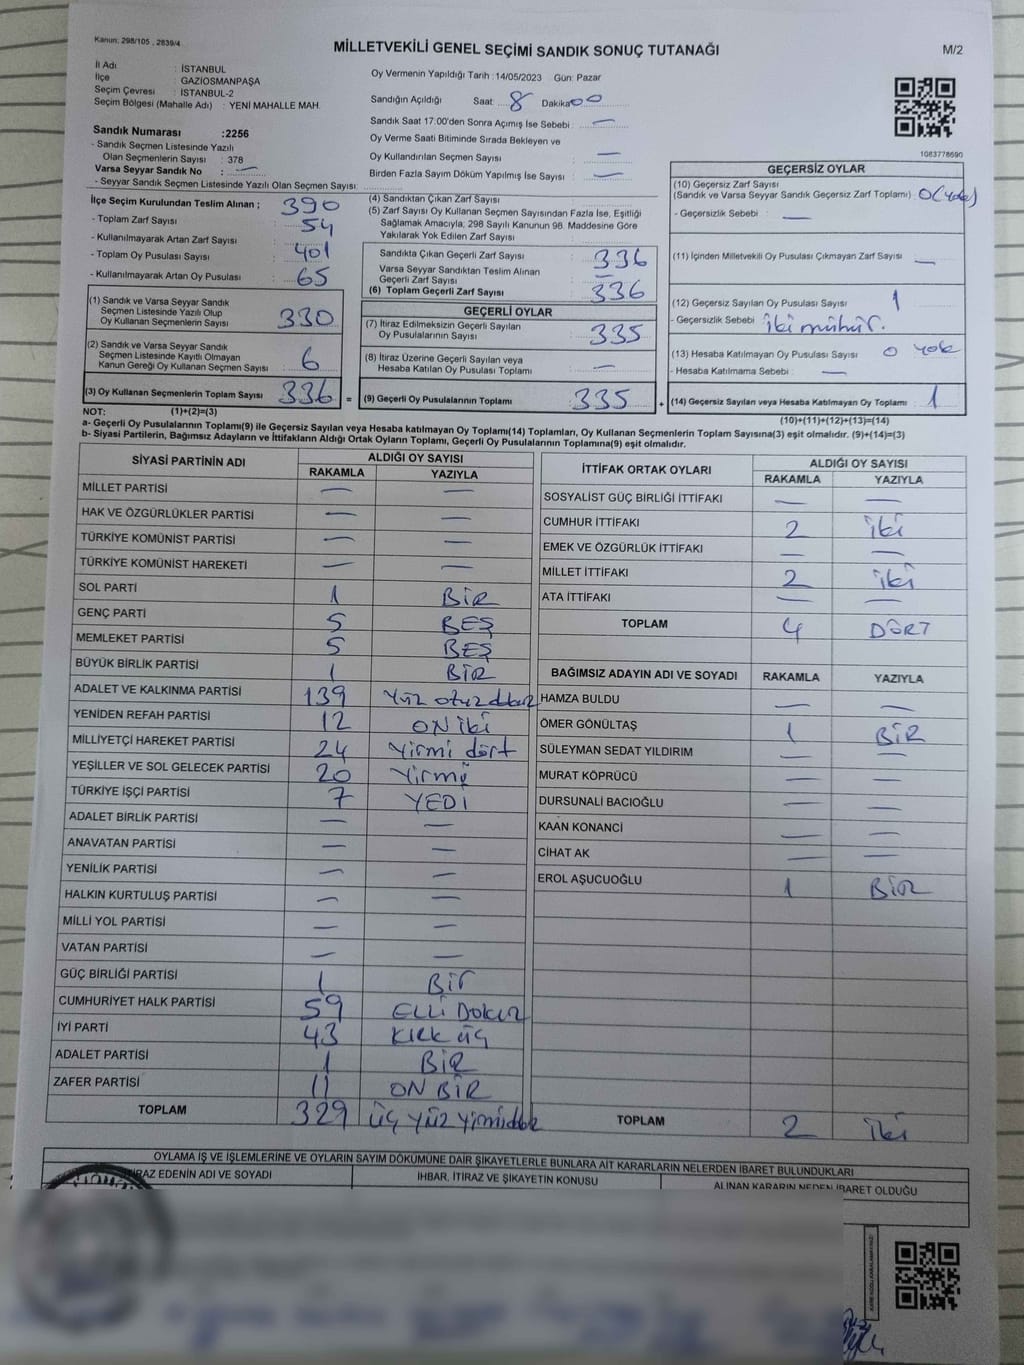 Kanun: 298/105 , 2839/4
MİLLETVEKİLİ GENEL SEÇİMİ SANDIK SONUÇ TUTANAĞI
M/2
İl Adı : İSTANBUL
İlçe : GAZİOSMANPAŞA
Seçim Çevresi : İSTANBUL-2
Seçim Bölgesi (Mahalle Adı) : YENİ MAHALLE MAH.
Sandık Numarası :2256
- Sandık Seçmen Listesinde Yazılı
Olan Seçmenlerin Sayısı : 378
Varsa Seyyar Sandık No : —
- Seyyar Sandık Seçmen Listesinde Yazılı Olan Seçmen Sayısı:
Oy Vermenin Yapıldığı Tarih :14/05/2023 Gün: Pazar
Sandığın Açıldığı Saat: 8 Dakika 00
Sandık Saat 17:00'den Sonra Açımış İse Sebebi : —
Oy Verme Saati Bitiminde Sırada Bekleyen ve
Oy Kullandırılan Seçmen Sayısı : —
Birden Fazla Sayım Döküm Yapılmış İse Sayısı : —
1083778690
İlçe Seçim Kurulundan Teslim Alınan ; 390
- Toplam Zarf Sayısı : 54
- Kullanılmayarak Artan Zarf Sayısı
- Toplam Oy Pusulası Sayısı : 401
- Kullanılmayarak Artan Oy Pusulası : 65
(1) Sandık ve Varsa Seyyar Sandık
Seçmen Listesinde Yazılı Olup
Oy Kullanan Seçmenlerin Sayısı : 330
(2) Sandık ve Varsa Seyyar Sandık
Seçmen Listesinde Kayıtlı Olmayan
Kanun Gereği Oy Kullanan Seçmen Sayısı : 6
(3) Oy Kullanan Seçmenlerin Toplam Sayısı : 336 =
(4) Sandıktan Çıkan Zarf Sayısı :
(5) Zarf Sayısı Oy Kullanan Seçmen Sayısından Fazla İse, Eşitliği
Sağlamak Amacıyla, 298 Sayılı Kanunun 98. Maddesine Göre
Yakılarak Yok Edilen Zarf Sayısı :
Sandıkta Çıkan Geçerli Zarf Sayısı : 336
Varsa Seyyar Sandıktan Teslim Alınan
Geçerli Zarf Sayısı :
(6) Toplam Geçerli Zarf Sayısı : 336
GEÇERLİ OYLAR
(7) İtiraz Edilmeksizin Geçerli Sayılan
Oy Pusulalarının Sayısı : 335
(8) İtiraz Üzerine Geçerli Sayılan veya
Hesaba Katılan Oy Pusulası Toplamı : —
(9) Geçerli Oy Pusulalarının Toplamı : 335 +
GEÇERSİZ OYLAR
(10) Geçersiz Zarf Sayısı
(Sandık ve Varsa Seyyar Sandık Geçersiz Zarf Toplamı) : 0(yok)
- Geçersizlik Sebebi : —
(11) İçinden Milletvekili Oy Pusulası Çıkmayan Zarf Sayısı : —
(12) Geçersiz Sayılan Oy Pusulası Sayısı : 1
- Geçersizlik Sebebi : iki mühür.
(13) Hesaba Katılmayan Oy Pusulası Sayısı : 0 yok
- Hesaba Katılmama Sebebi : —
(14) Geçersiz Sayılan veya Hesaba Katılmayan Oy Toplamı : 1
NOT: (1)+(2)=(3)
(10)+(11)+(12)+(13)=(14)
a- Geçerli Oy Pusulasının Toplamı(9) ile Geçersiz Sayılan veya Hesaba katılmayan Oy Toplamı(14) Toplamları, Oy Kullanan Seçmenlerin Toplam Sayısına(3) eşit olmalıdır. (9)+(14)=(3)
b- Siyasi Partilerin, Bağımsız Adayların ve İttifakların Aldığı Ortak Oyların Toplamı, Geçerli Oy Pusulalarının Toplamına(9) eşit olmalıdır.
SİYASİ PARTİNİN ADI ALDIĞI OY SAYISI
RAKAMLA YAZIYLA
MİLLET PARTİSİ — —
HAK VE ÖZGÜRLÜKLER PARTİSİ — —
TÜRKİYE KOMÜNİST PARTİSİ — —
TÜRKİYE KOMÜNİST HAREKETİ — —
SOL PARTİ 1 BİR
GENÇ PARTİ 5 BEŞ
MEMLEKET PARTİSİ 5 BEŞ
BÜYÜK BİRLİK PARTİSİ 1 BİR
ADALET VE KALKINMA PARTİSİ 139 Yüz otuz dokuz
YENİDEN REFAH PARTİSİ 12 ON iki
MİLLİYETÇİ HAREKET PARTİSİ 24 Yirmi dört
YEŞİLLER VE SOL GELECEK PARTİSİ 20 Yirmi
TÜRKİYE İŞÇİ PARTİSİ 7 YEDİ
ADALET BİRLİK PARTİSİ — —
ANAVATAN PARTİSİ — —
YENİLİK PARTİSİ — —
HALKIN KURTULUŞ PARTİSİ — —
MİLLİ YOL PARTİSİ — —
VATAN PARTİSİ — —
GÜÇ BİRLİĞİ PARTİSİ 1 Bir
CUMHURİYET HALK PARTİSİ 59 ELLİ DOKUZ
İYİ PARTİ 43 KIRK üç
ADALET PARTİSİ 1 BİR
ZAFER PARTİSİ 11 ON BİR
TOPLAM 329 üç yüz yirmidokuz
İTTİFAK ORTAK OYLARI ALDIĞI OY SAYISI
RAKAMLA YAZIYLA
SOSYALİST GÜÇ BİRLİĞİ İTTİFAKI — —
CUMHUR İTTİFAKI 2 iki
EMEK VE ÖZGÜRLÜK İTTİFAKI — —
MİLLET İTTİFAKI 2 iki
ATA İTTİFAKI — —
TOPLAM 4 DÖRT
BAĞIMSIZ ADAYIN ADI VE SOYADI RAKAMLA YAZIYLA
HAMZA BULDU — —
ÖMER GÖNÜLTAŞ 1 BİR
SÜLEYMAN SEDAT YILDIRIM — —
MURAT KÖPRÜCÜ — —
DURSUNALİ BACIOĞLU — —
KAAN KONANCİ — —
CİHAT AK — —
EROL AŞUCUOĞLU 1 BİR
TOPLAM 2 iki
OYLAMA İŞ VE İŞLEMLERİNE VE OYLARIN SAYIM DÖKÜMÜNE DAİR ŞİKAYETLERLE BUNLARA AİT KARARLARIN NELERDEN İBARET BULUNDUKLARI
İRAZ EDENİN ADI VE SOYADI İHBAR, İTİRAZ VE ŞİKAYETİN KONUSU ALINAN KARARIN NEDEN İBARET OLDUĞU